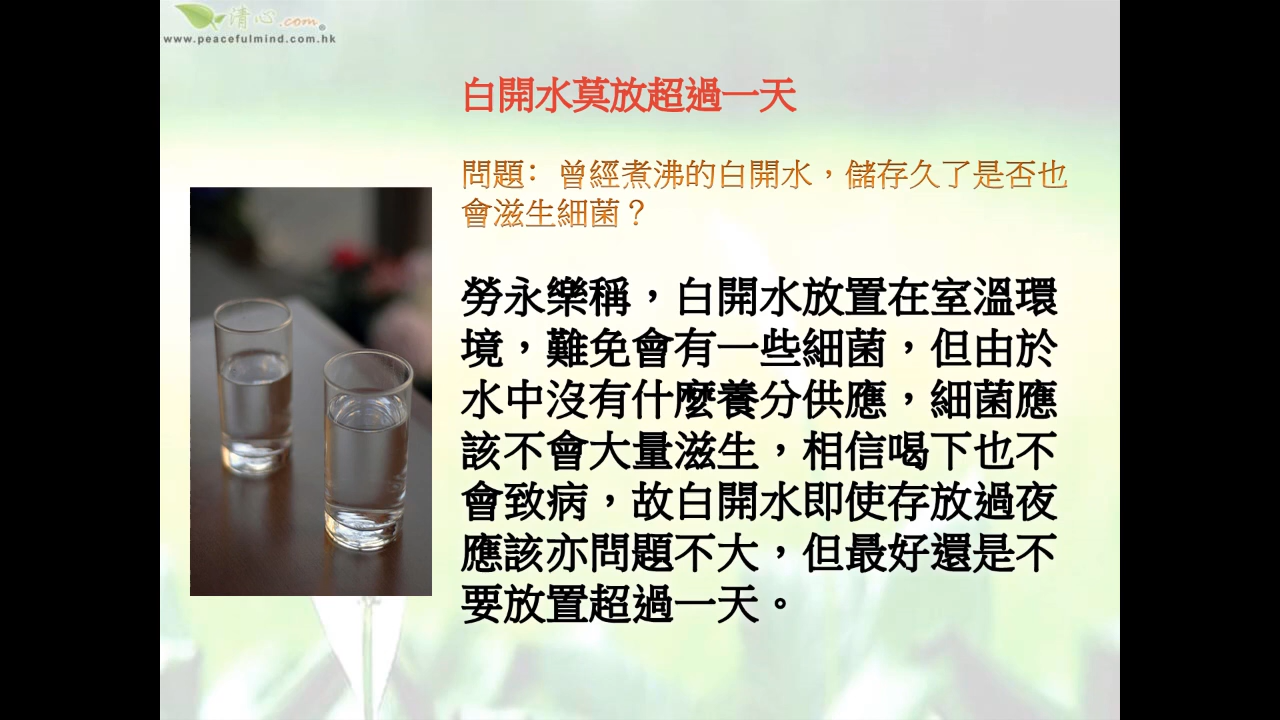 清心.com®
www.peacefulmind.com.hk
白開水莫放超過一天
問題： 曾經煮沸的白開水，儲存久了是否也
會滋生細菌？
勞永樂稱，白開水放置在室溫環
境，難免會有一些細菌，但由於
水中沒有什麼養分供應，細菌應
該不會大量滋生，相信喝下也不
會致病，故白開水即使存放過夜
應該亦問題不大，但最好還是不
要放置超過一天。